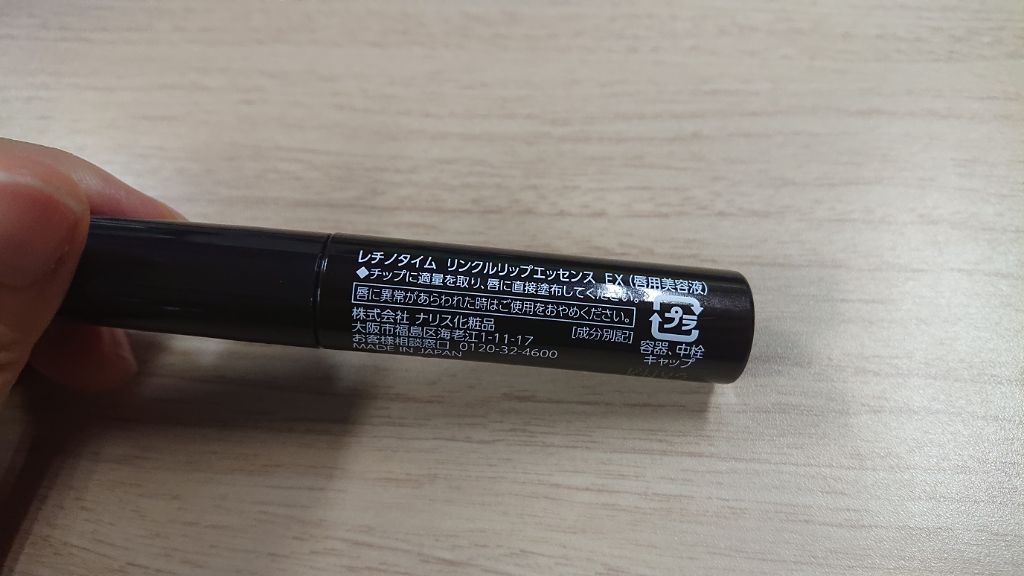 レチノタイム リンクルリップエッセンス EX (唇用美容液)
◆チップに適量を取り、唇に直接塗布してください。
唇に異常があらわれた時はご使用をおやめください。
株式会社 ナリス化粧品 [成分別記]
大阪市福島区海老江1-11-17
お客様相談窓口 0120-32-4600
MADE IN JAPAN
プラ
容器、中栓
キャップ